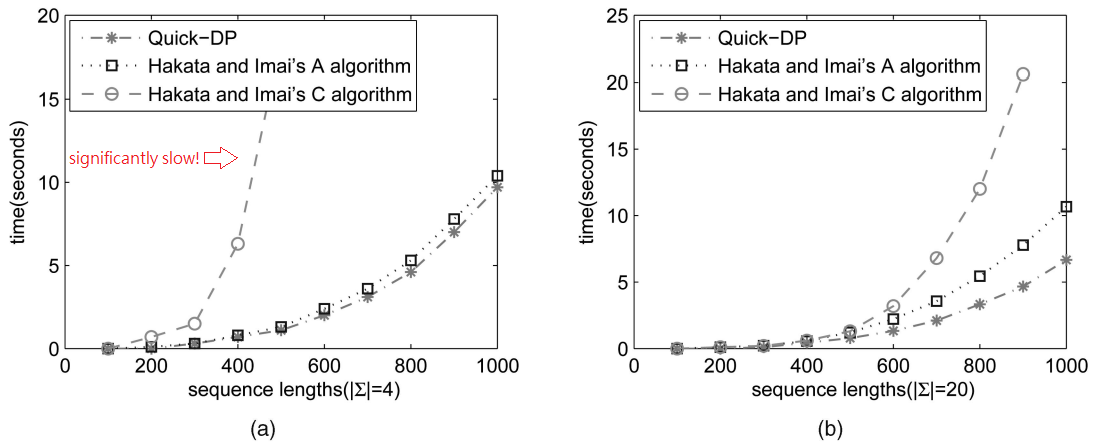 20
15
10
5
0
time(seconds)
Quick−DP
Hakata and Imai's A algorithm
Hakata and Imai's C algorithm
significantly slow!
0 200 400 600 800 1000
sequence lengths(|Σ|=4)
(a)
25
20
15
10
5
0
time(seconds)
Quick−DP
Hakata and Imai's A algorithm
Hakata and Imai's C algorithm
0 200 400 600 800 1000
sequence lengths(|Σ|=20)
(b)